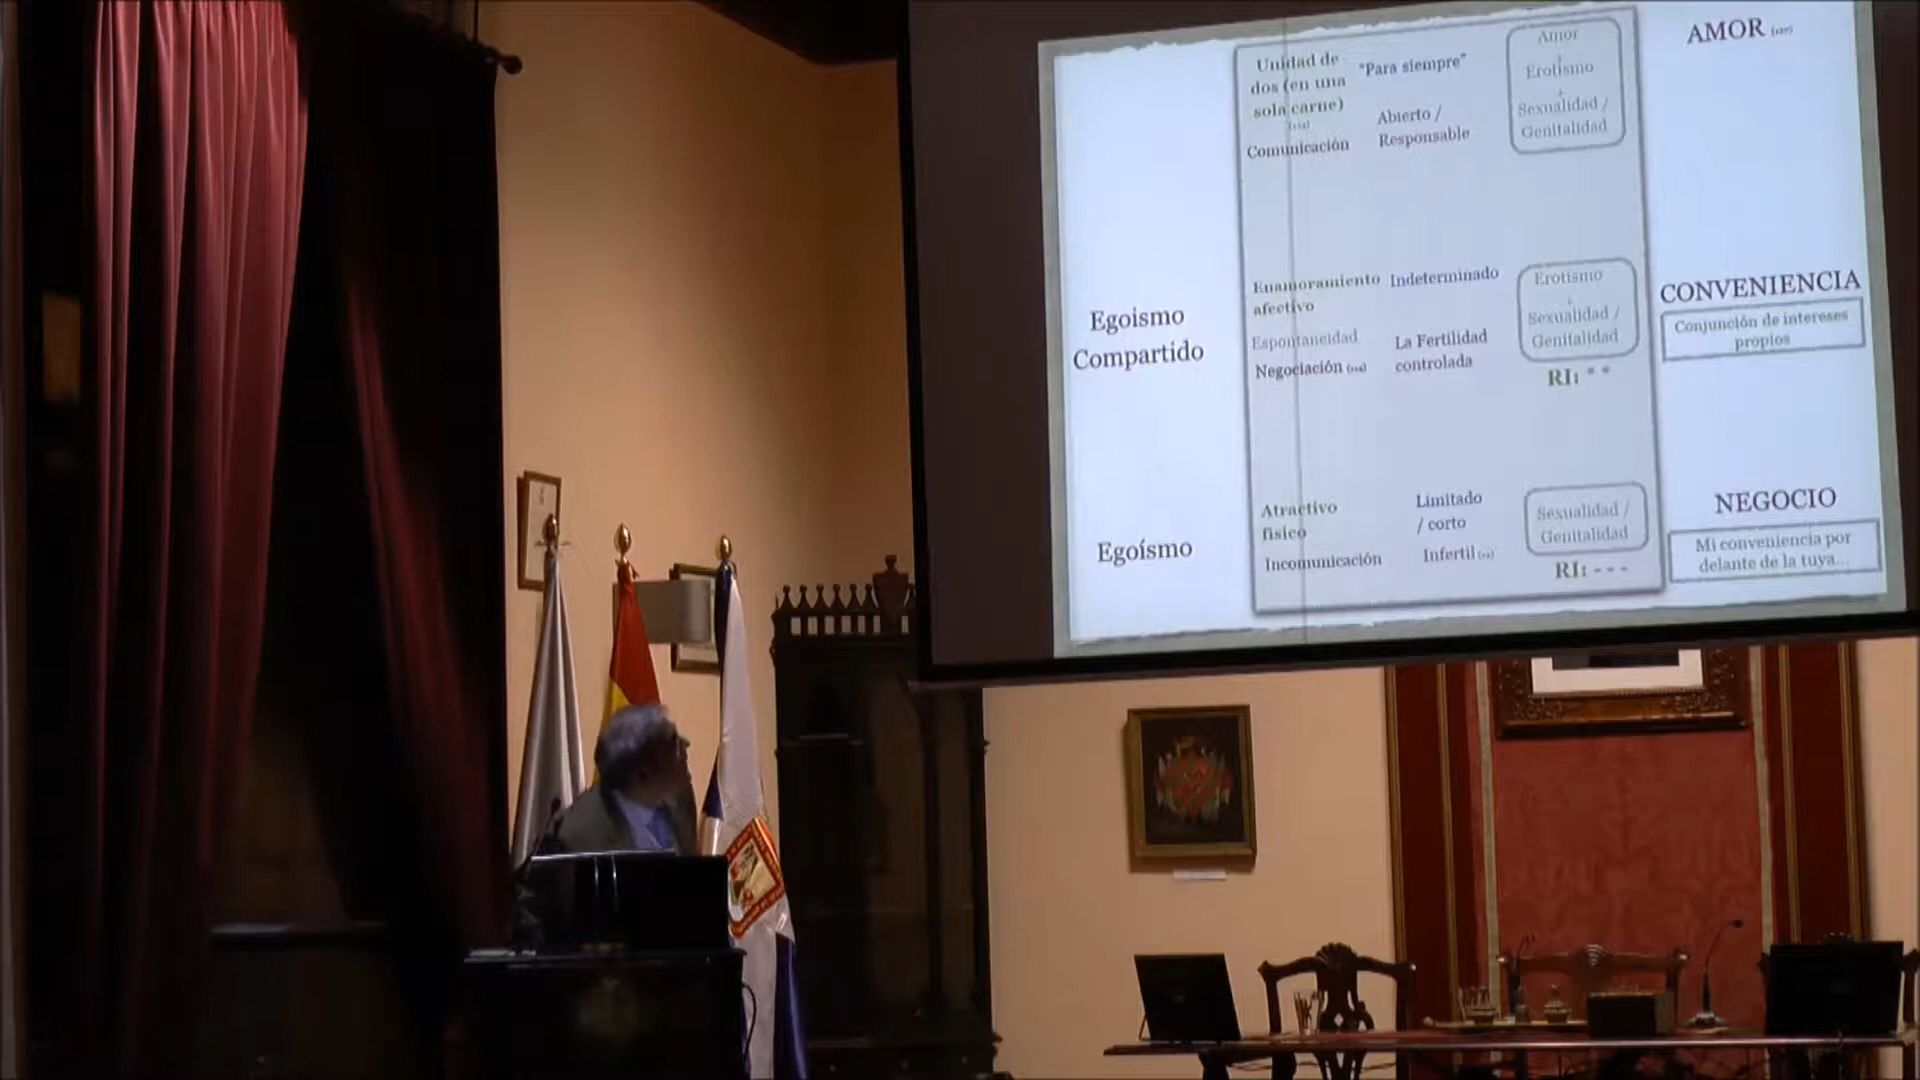 Unidad de
dos (en una
sola carne)
"Para siempre"
Amor
+
Erotismo
+
Sexualidad /
Genitalidad
AMOR
Comunicación
Abierto /
Responsable
Egoismo
Compartido
Enamoramiento
afectivo
Indeterminado
Espontaneidad
Negociación
La Fertilidad
controlada
Erotismo
+
Sexualidad /
Genitalidad
RI: * *
CONVENIENCIA
Conjunción de intereses
propios
Egoísmo
Atractivo
físico
Limitado
/ corto
Incomunicación
Infertil
Sexualidad /
Genitalidad
RI: - - -
NEGOCIO
Mi conveniencia por
delante de la tuya...